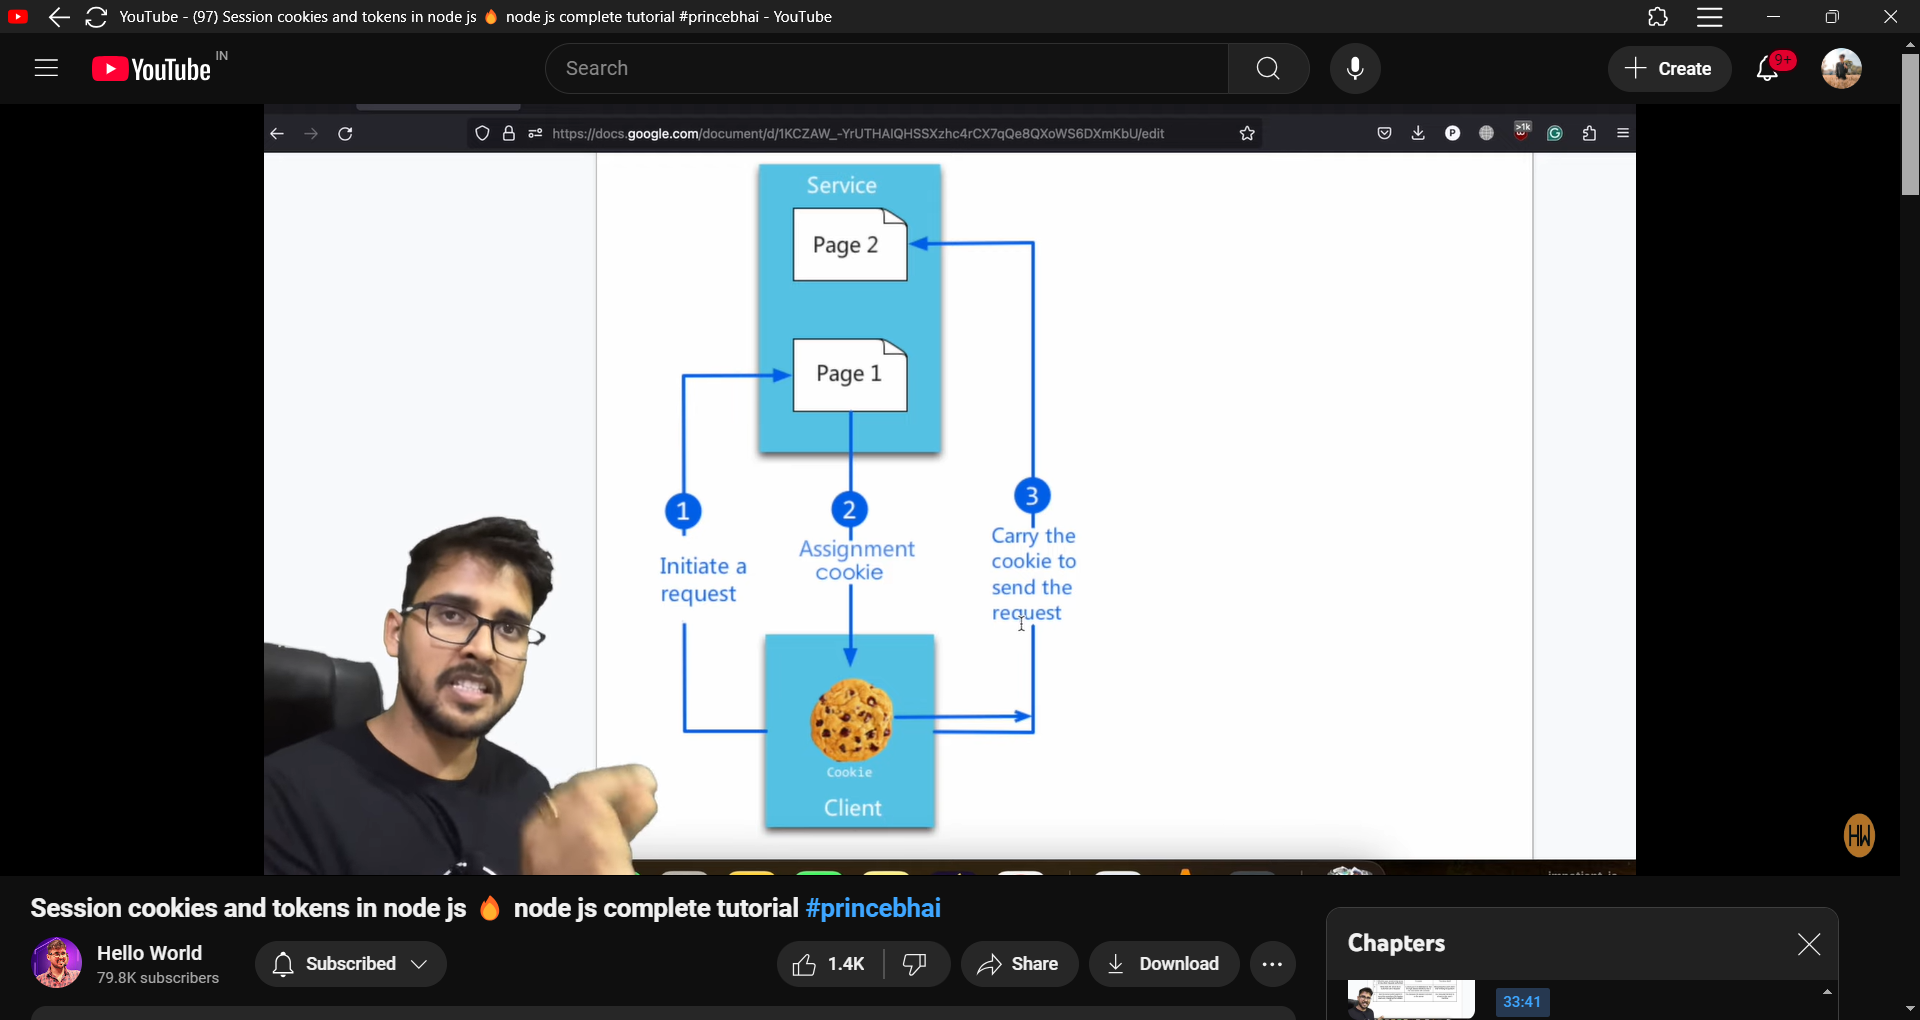 YouTube - (97) Session cookies and tokens in node js 🔥 node js complete tutorial #princebhai - YouTube
YouTube IN
Search
Create
9+
https://docs.google.com/document/d/1KCZAW_-YrUTHAIQHSSXzhc4rCX7qQe8QXoWS6DXmKbU/edit
P
>1k
Service
Page 2
Page 1
1
2
3
Initiate a
request
Assignment
cookie
Carry the
cookie to
send the
request
Cookie
Client
HW
Session cookies and tokens in node js 🔥 node js complete tutorial #princebhai
Hello World
79.8K subscribers
Subscribed
1.4K
Share
Download
Chapters
33:41